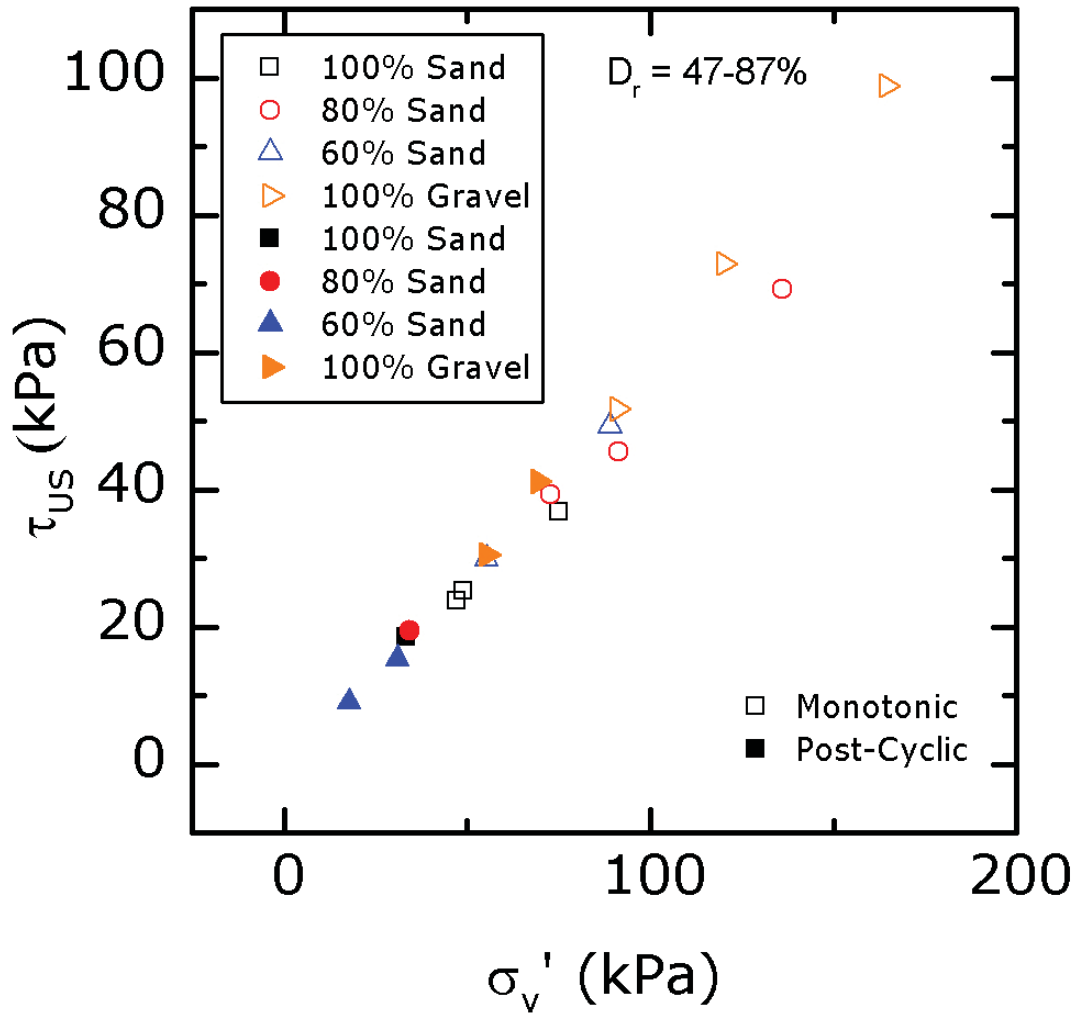 100% Sand
80% Sand
60% Sand
100% Gravel
100% Sand
80% Sand
60% Sand
100% Gravel
Dr = 47-87%
100
80
60
40
20
0
τUS (kPa)
Monotonic
Post-Cyclic
0 100 200
σv' (kPa)